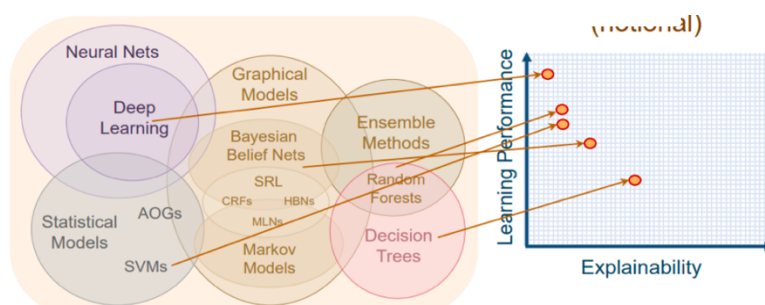 (notional)
Neural Nets
Graphical
Models
Deep
Learning
Ensemble
Methods
Bayesian
Belief Nets
SRL
Random
Forests
CRFs
HBNs
AOGs
Statistical
Models
MLNs
Decision
Trees
SVMs
Markov
Models
Learning Performance
Explainability